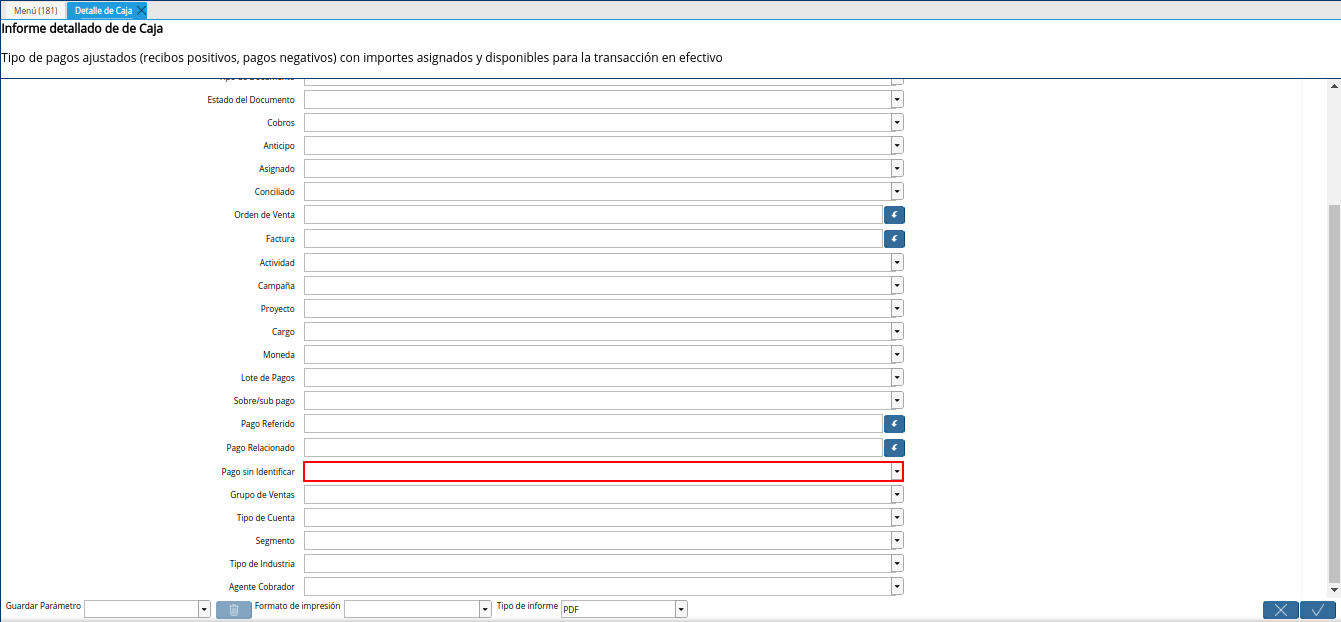 Menú (181)
Detalle de Caja
Informe detallado de de Caja
Tipo de pagos ajustados (recibos positivos, pagos negativos) con importes asignados y disponibles para la transacción en efectivo
Tipo de Documento
Estado del Documento
Cobros
Anticipo
Asignado
Conciliado
Orden de Venta
Factura
Actividad
Campaña
Proyecto
Cargo
Moneda
Lote de Pagos
Sobre/sub pago
Pago Referido
Pago Relacionado
Pago sin Identificar
Grupo de Ventas
Tipo de Cuenta
Segmento
Tipo de Industria
Agente Cobrador
Guardar Parámetro
Formato de impresión
Tipo de informe
PDF